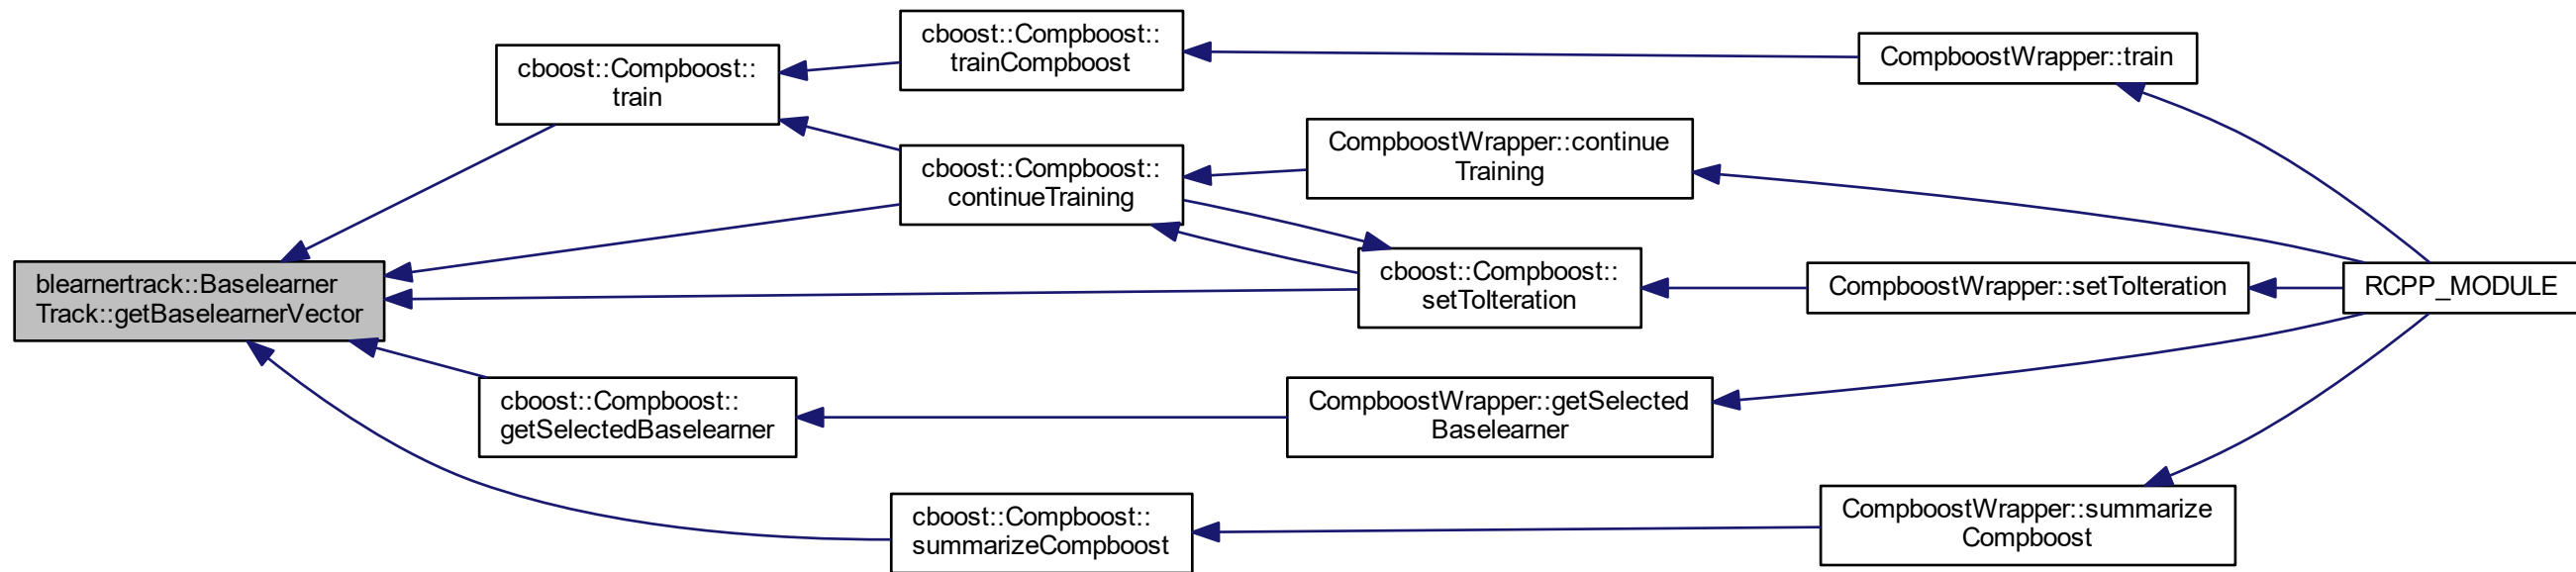 cboost::Compboost::
trainCompboost
CompboostWrapper::train
cboost::Compboost::
train
CompboostWrapper::continue
Training
cboost::Compboost::
continueTraining
blearnertrack::Baselearner
Track::getBaselearnerVector
cboost::Compboost::
setToIteration
CompboostWrapper::setToIteration
RCPP_MODULE
cboost::Compboost::
getSelectedBaselearner
CompboostWrapper::getSelected
Baselearner
cboost::Compboost::
summarizeCompboost
CompboostWrapper::summarize
Compboost